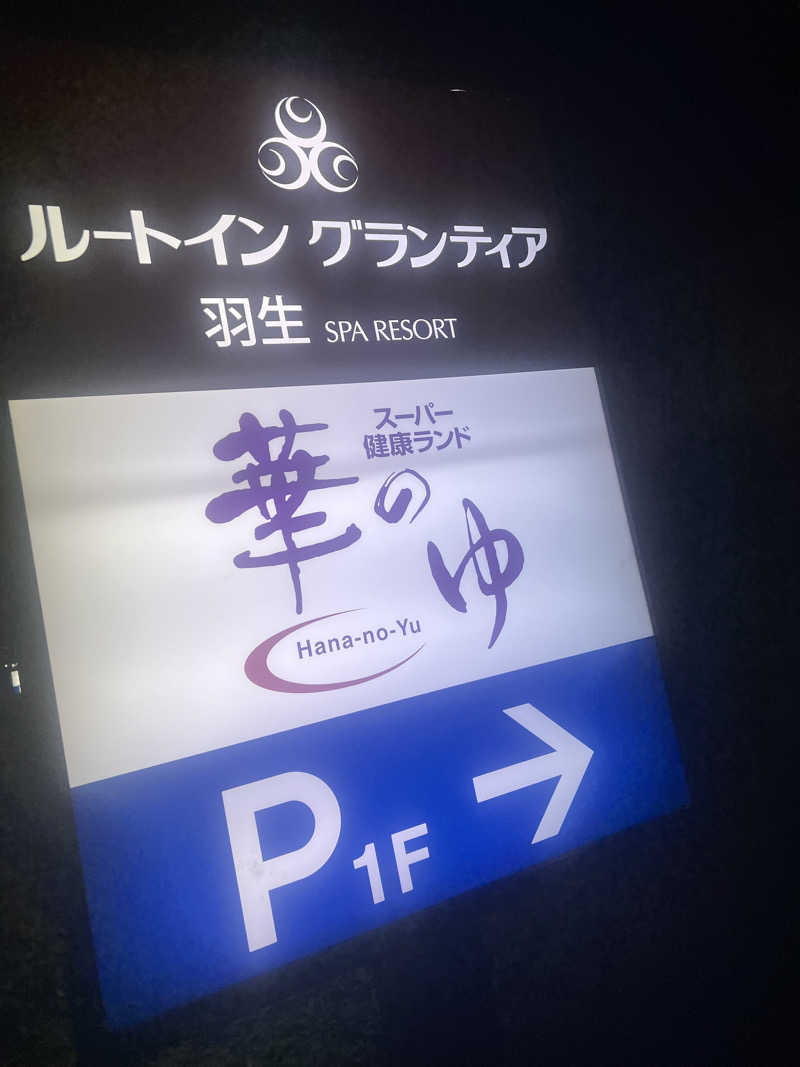 ルートイン グランティア
羽生 SPA RESORT
スーパー
健康ランド
華のゆ
Hana-no-Yu
P 1F →